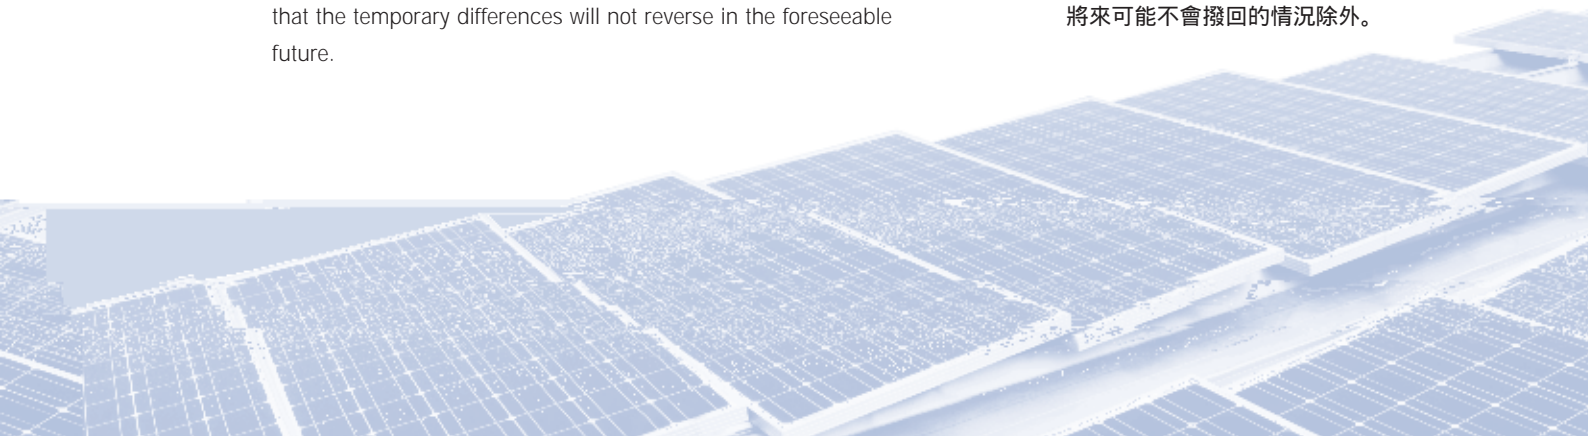 that the temporary differences will not reverse in the foreseeable
future.
將來可能不會撥回的情況除外。